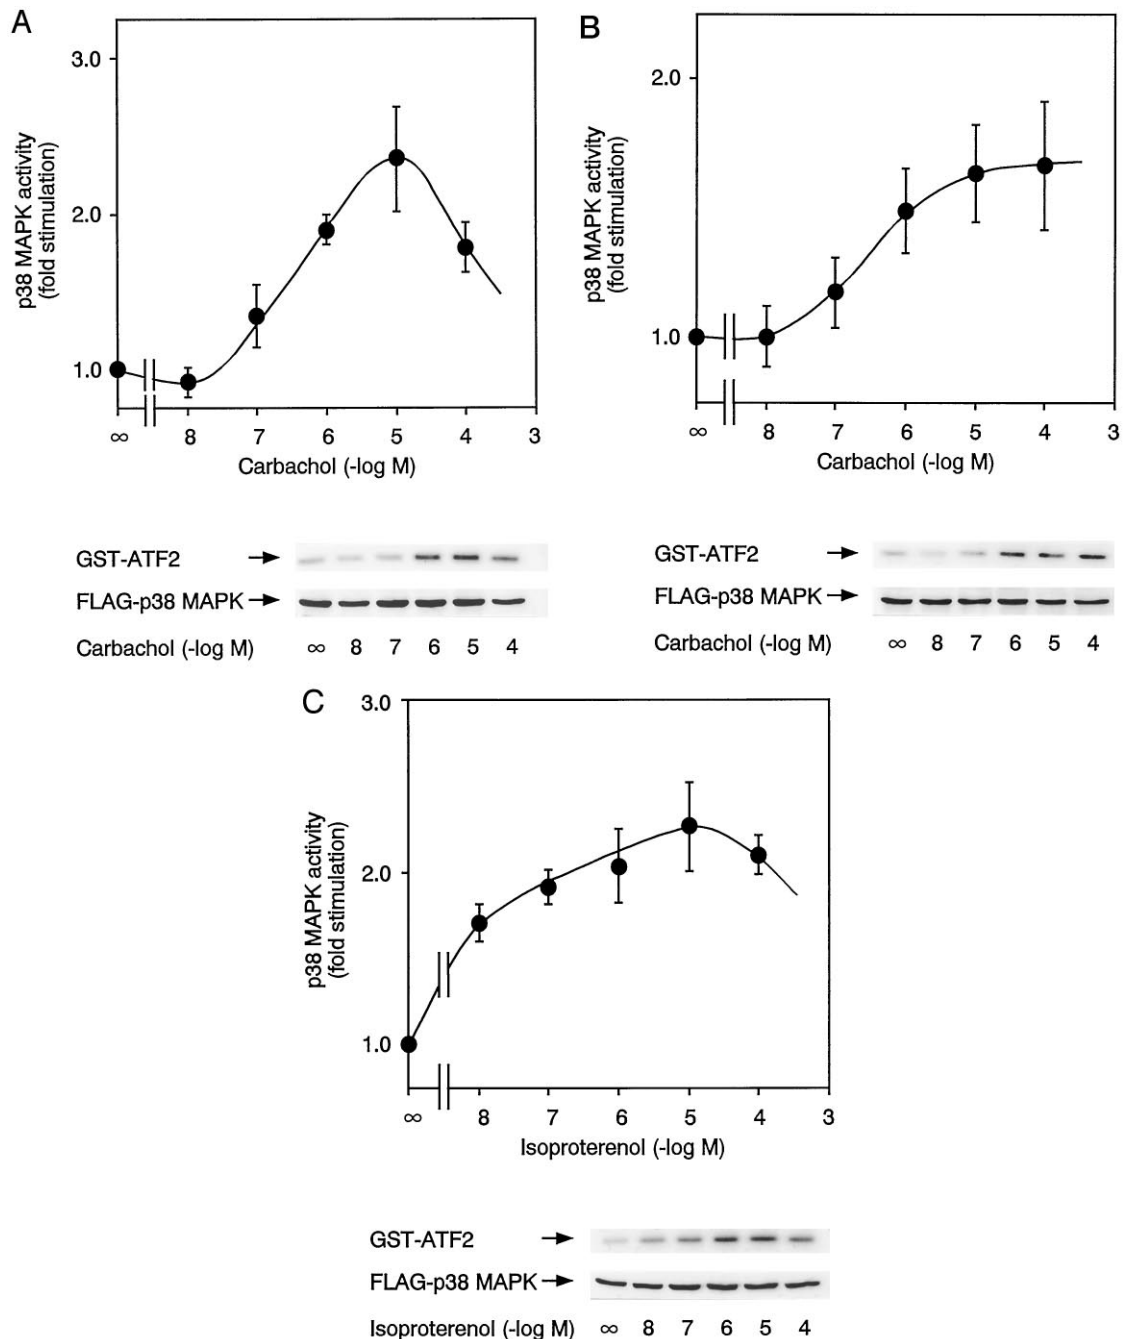 A
3.0
2.0
1.0
p38 MAPK activity
(fold stimulation)
∞ 8 7 6 5 4 3
Carbachol (-log M)
GST-ATF2
FLAG-p38 MAPK
Carbachol (-log M) ∞ 8 7 6 5 4
B
2.0
1.0
p38 MAPK activity
(fold stimulation)
∞ 8 7 6 5 4 3
Carbachol (-log M)
GST-ATF2
FLAG-p38 MAPK
Carbachol (-log M) ∞ 8 7 6 5 4
C
3.0
2.0
1.0
p38 MAPK activity
(fold stimulation)
∞ 8 7 6 5 4 3
Isoproterenol (-log M)
GST-ATF2
FLAG-p38 MAPK
Isoproterenol (-log M) ∞ 8 7 6 5 4